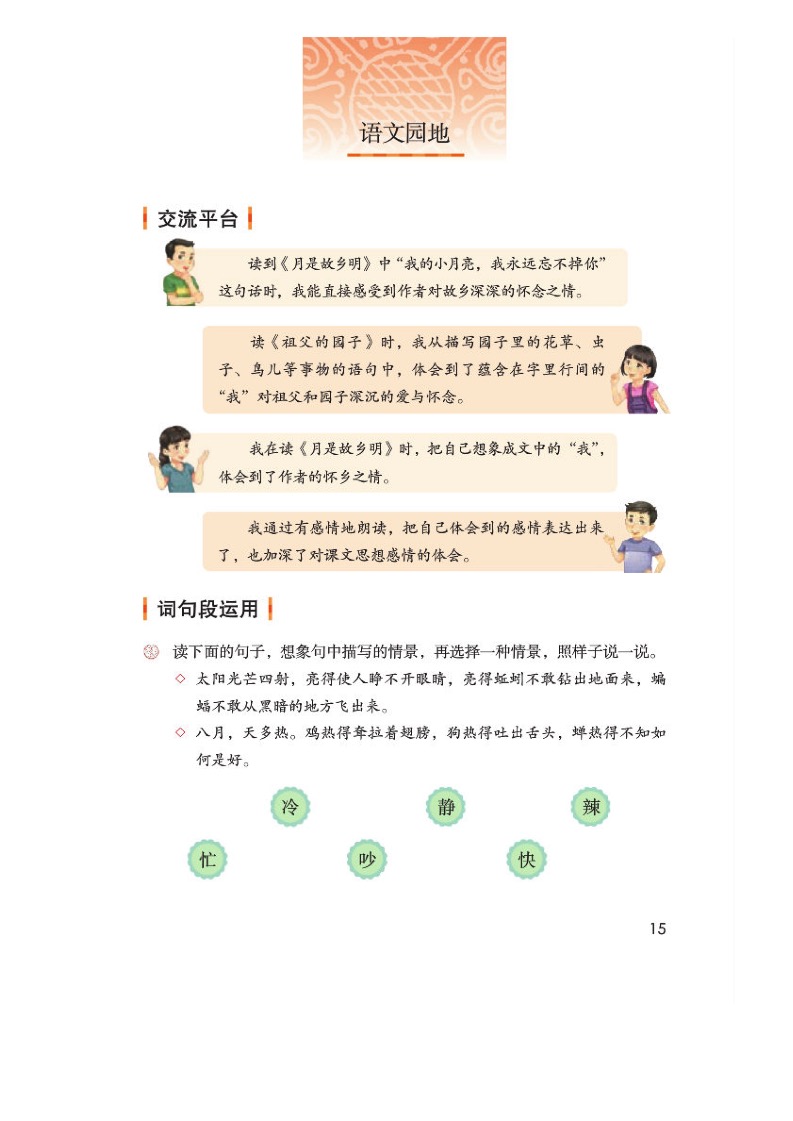 语文园地
交流平台
读到《月是故乡明》中“我的小月亮，我永远忘不掉你”
这句话时，我能直接感受到作者对故乡深深的怀念之情。
读《祖父的园子》时，我从描写园子里的花草、虫
子、鸟儿等事物的语句中，体会到了蕴含在字里行间的
“我”对祖父和园子深沉的爱与怀念。
我在读《月是故乡明》时，把自己想象成文中的“我”，
体会到了作者的怀乡之情。
我通过有感情地朗读，把自己体会到的感情表达出来
了，也加深了对课文思想感情的体会。
词句段运用
读下面的句子，想象句中描写的情景，再选择一种情景，照样子说一说。
◇ 太阳光芒四射，亮得使人睁不开眼睛，亮得蚯蚓不敢钻出地面来，蝙
蝠不敢从黑暗的地方飞出来。
◇ 八月，天多热。鸡热得耷拉着翅膀，狗热得吐出舌头，蝉热得不知如
何是好。
冷 静 辣
忙 吵 快
15